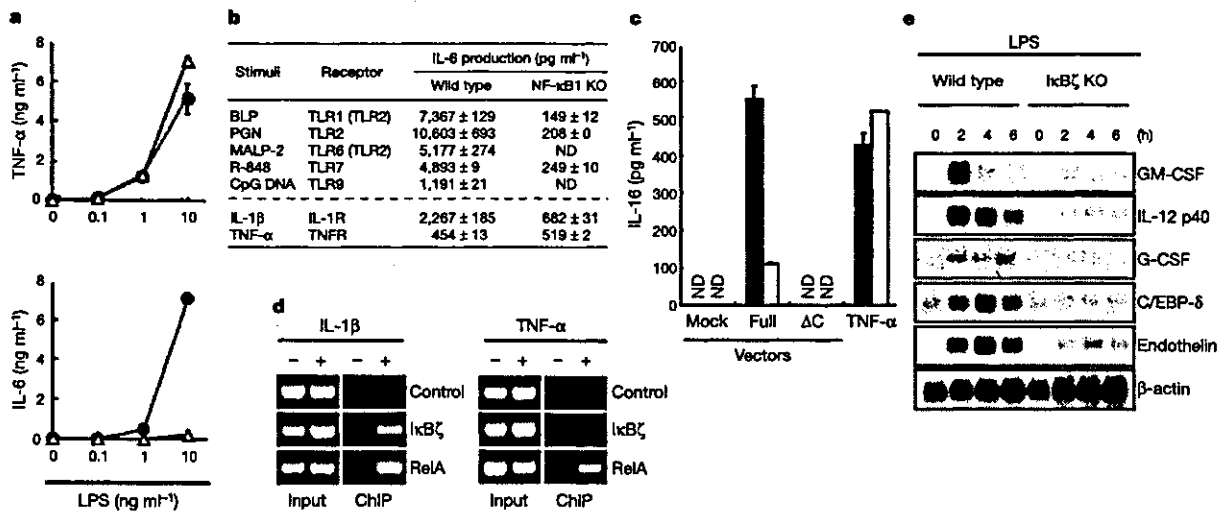 a
TNF-α (ng ml⁻¹)
8
6
4
2
0
0 0.1 1 10
IL-6 (ng ml⁻¹)
8
6
4
2
0
0 0.1 1 10
LPS (ng ml⁻¹)
b
IL-6 production (pg ml⁻¹)
Stimuli Receptor Wild type NF-κB1 KO
BLP TLR1 (TLR2) 7,367 ± 129 149 ± 12
PGN TLR2 10,603 ± 693 208 ± 0
MALP-2 TLR6 (TLR2) 5,177 ± 274 ND
R-848 TLR7 4,893 ± 9 249 ± 10
CpG DNA TLR9 1,191 ± 21 ND
IL-1β IL-1R 2,267 ± 185 682 ± 31
TNF-α TNFR 454 ± 13 519 ± 2
c
IL-16 (pg ml⁻¹)
700
600
500
400
300
200
100
0
ND ND ND ND
Mock Full ΔC TNF-α
Vectors
d
IL-1β TNF-α
− + − + − + − +
Control Control
IκBζ IκBζ
RelA RelA
Input ChIP Input ChIP
e
LPS
Wild type IκBζ KO
0 2 4 6 0 2 4 6 (h)
GM-CSF
IL-12 p40
G-CSF
C/EBP-δ
Endothelin
β-actin